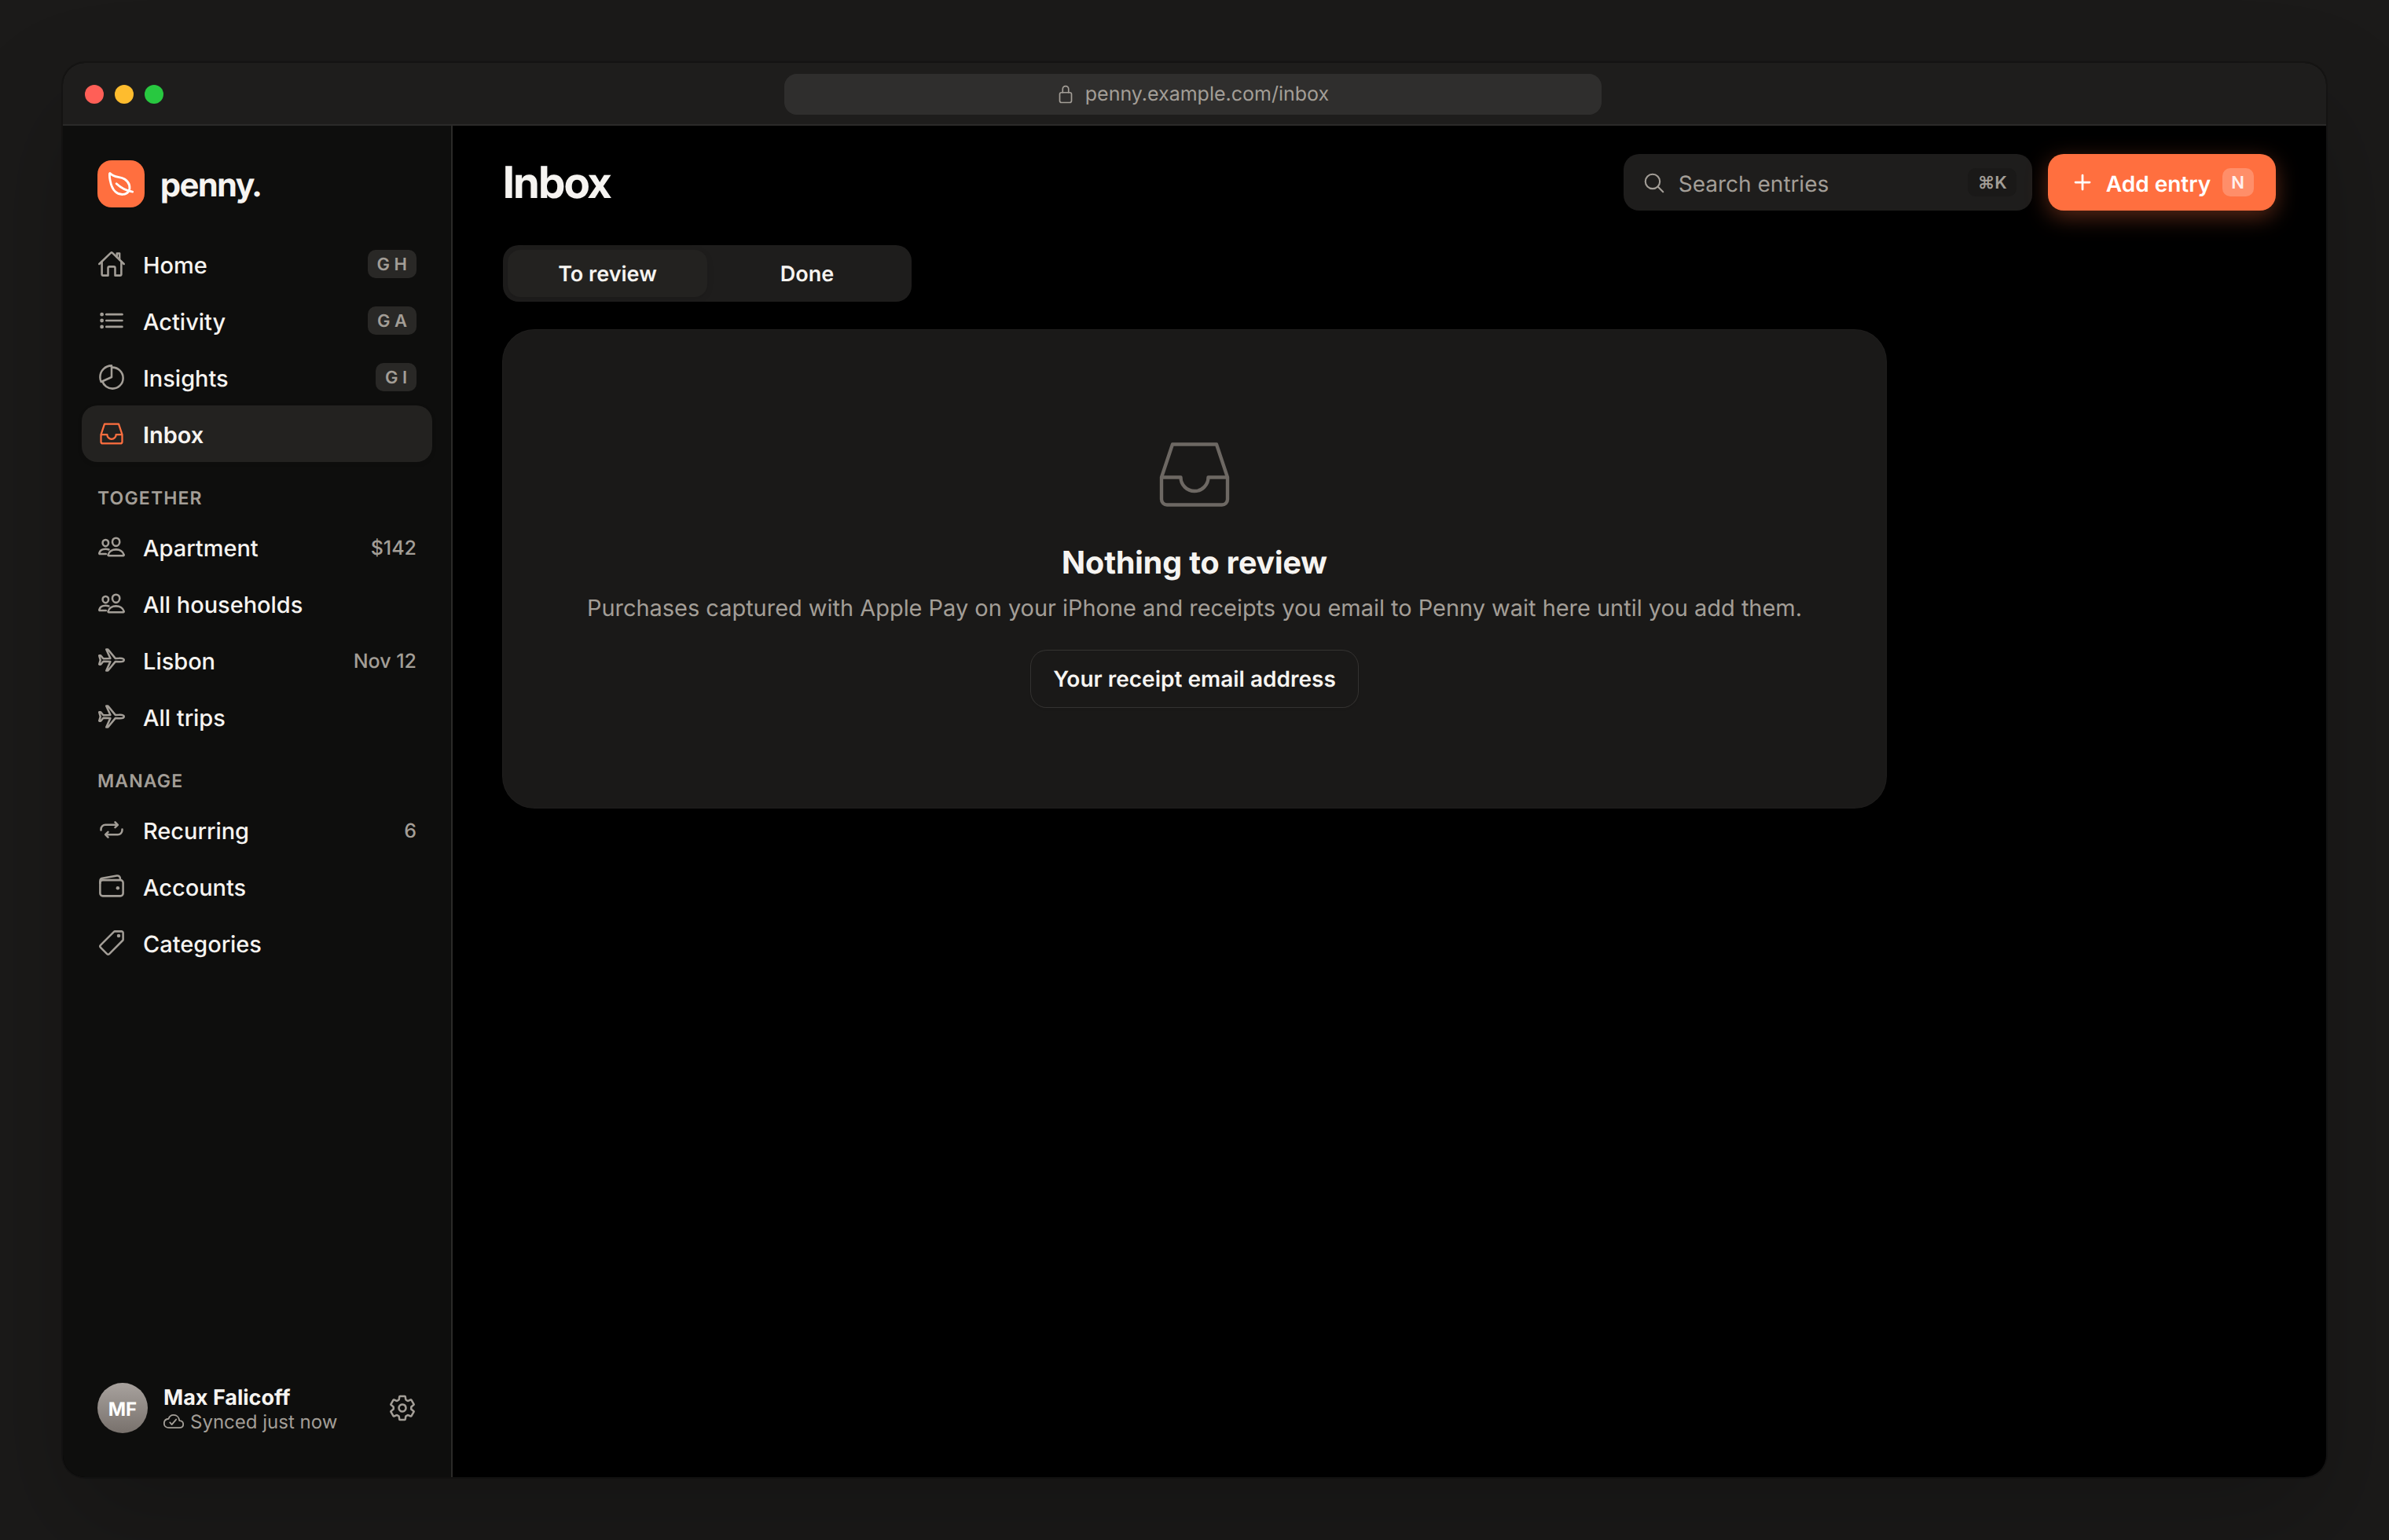 penny.example.com/inbox
penny.
Home G H
Activity G A
Insights G I
Inbox
TOGETHER
Apartment $142
All households
Lisbon Nov 12
All trips
MANAGE
Recurring 6
Accounts
Categories
MF
Max Falicoff
Synced just now
Inbox
Search entries ⌘K
+ Add entry N
To review
Done
Nothing to review
Purchases captured with Apple Pay on your iPhone and receipts you email to Penny wait here until you add them.
Your receipt email address